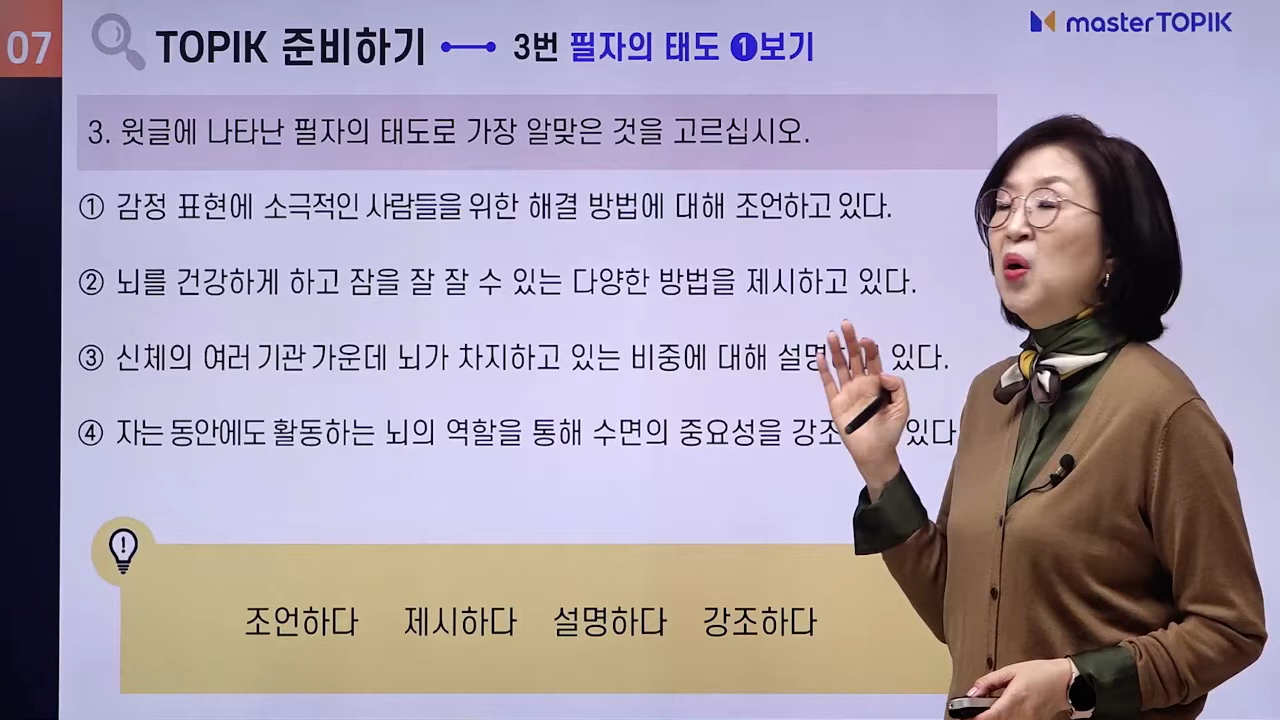 07
TOPIK 준비하기 3번 필자의 태도 ❶보기
masterTOPIK
3. 윗글에 나타난 필자의 태도로 가장 알맞은 것을 고르십시오.
① 감정 표현에 소극적인 사람들을 위한 해결 방법에 대해 조언하고 있다.
② 뇌를 건강하게 하고 잠을 잘 잘 수 있는 다양한 방법을 제시하고 있다.
③ 신체의 여러 기관 가운데 뇌가 차지하고 있는 비중에 대해 있다.
④ 자는 동안에도 활동하는 뇌의 역할을 통해 수면의 중요성을 있다
조언하다 제시하다 설명하다 강조하다